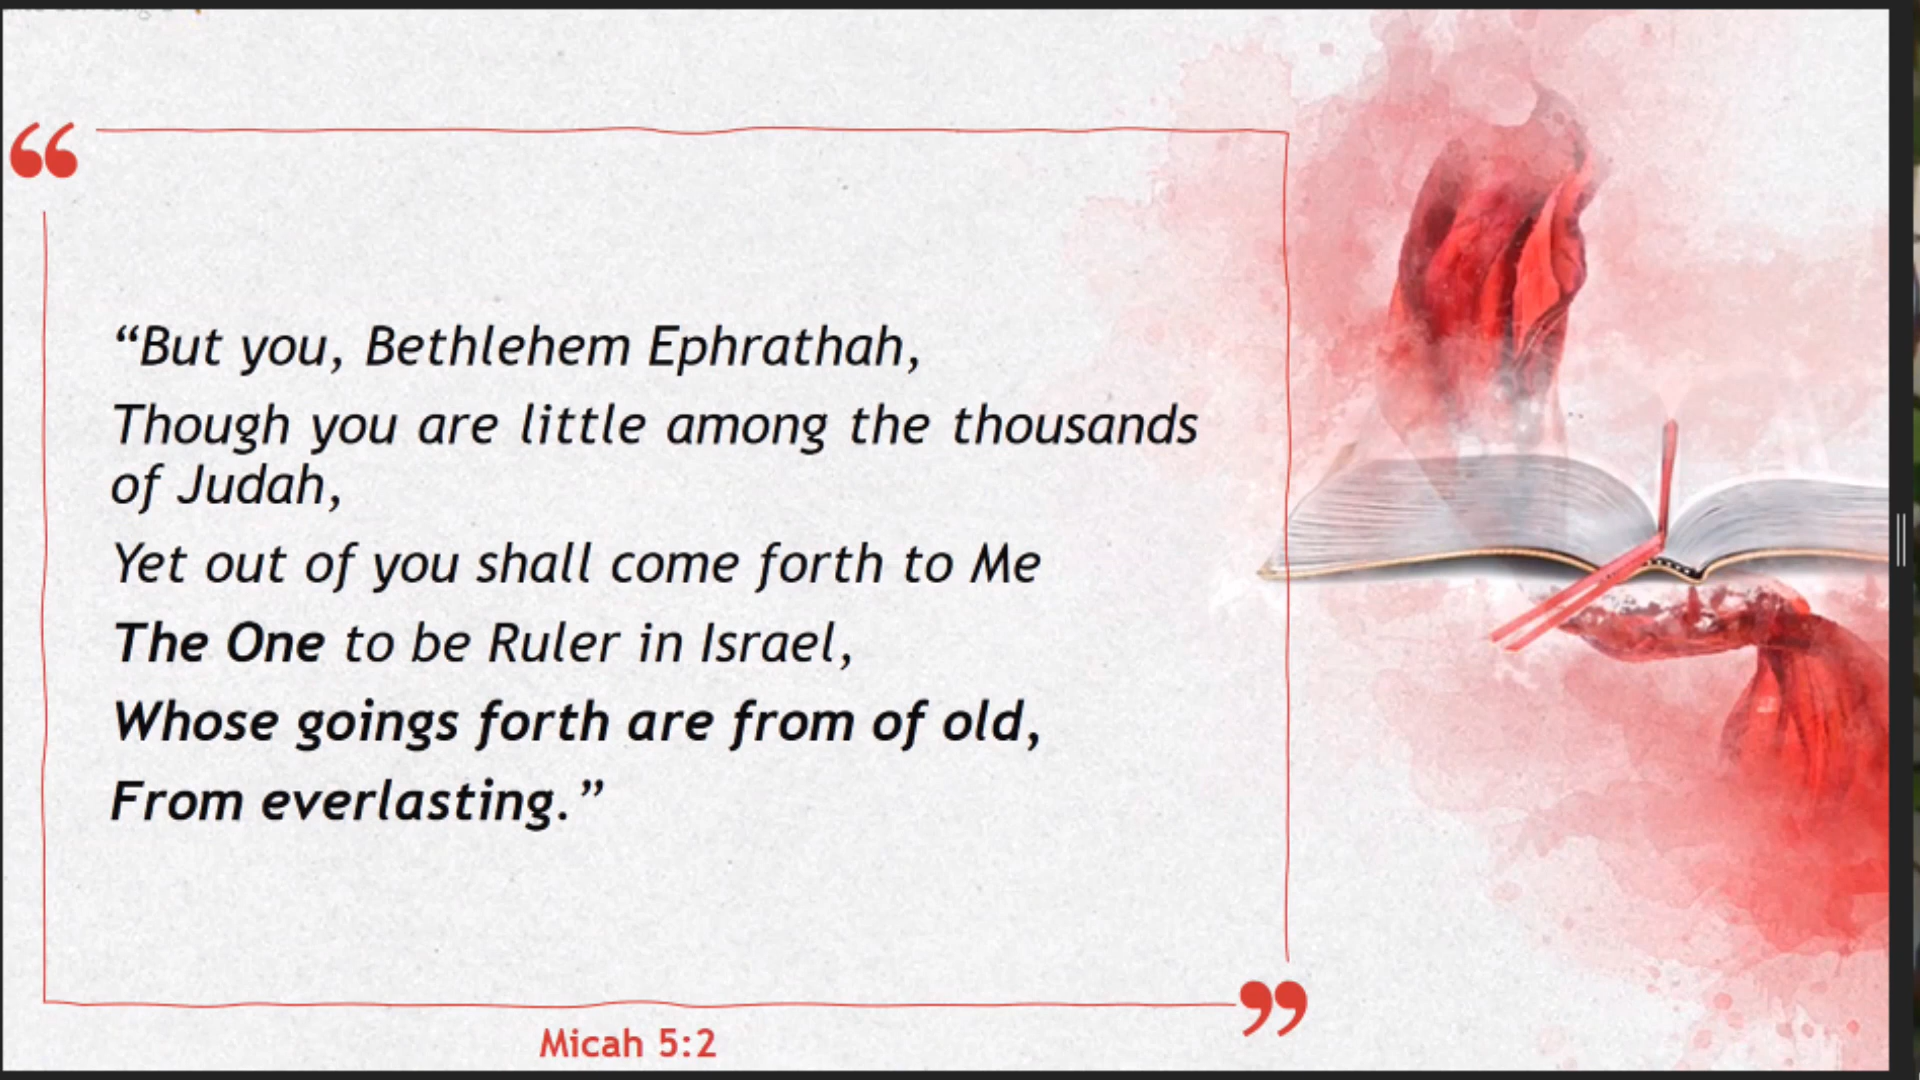 “But you, Bethlehem Ephrathah,
Though you are little among the thousands
of Judah,
Yet out of you shall come forth to Me
The One to be Ruler in Israel,
Whose goings forth are from of old,
From everlasting.”
Micah 5:2